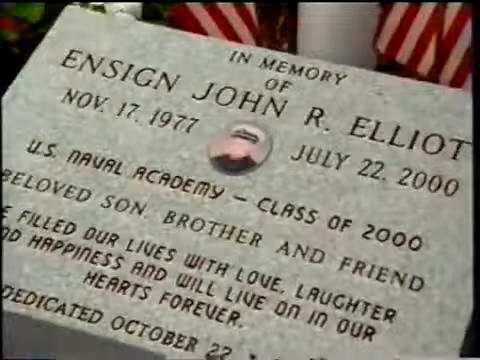 IN MEMORY
OF
ENSIGN JOHN R. ELLIOT
NOV. 17, 1977 JULY 22, 2000
U.S. NAVAL ACADEMY – CLASS OF 2000
BELOVED SON, BROTHER AND FRIEND
FILLED OUR LIVES WITH LOVE, LAUGHTER
HAPPINESS AND WILL LIVE ON IN OUR
HEARTS FOREVER.
DEDICATED OCTOBER 22